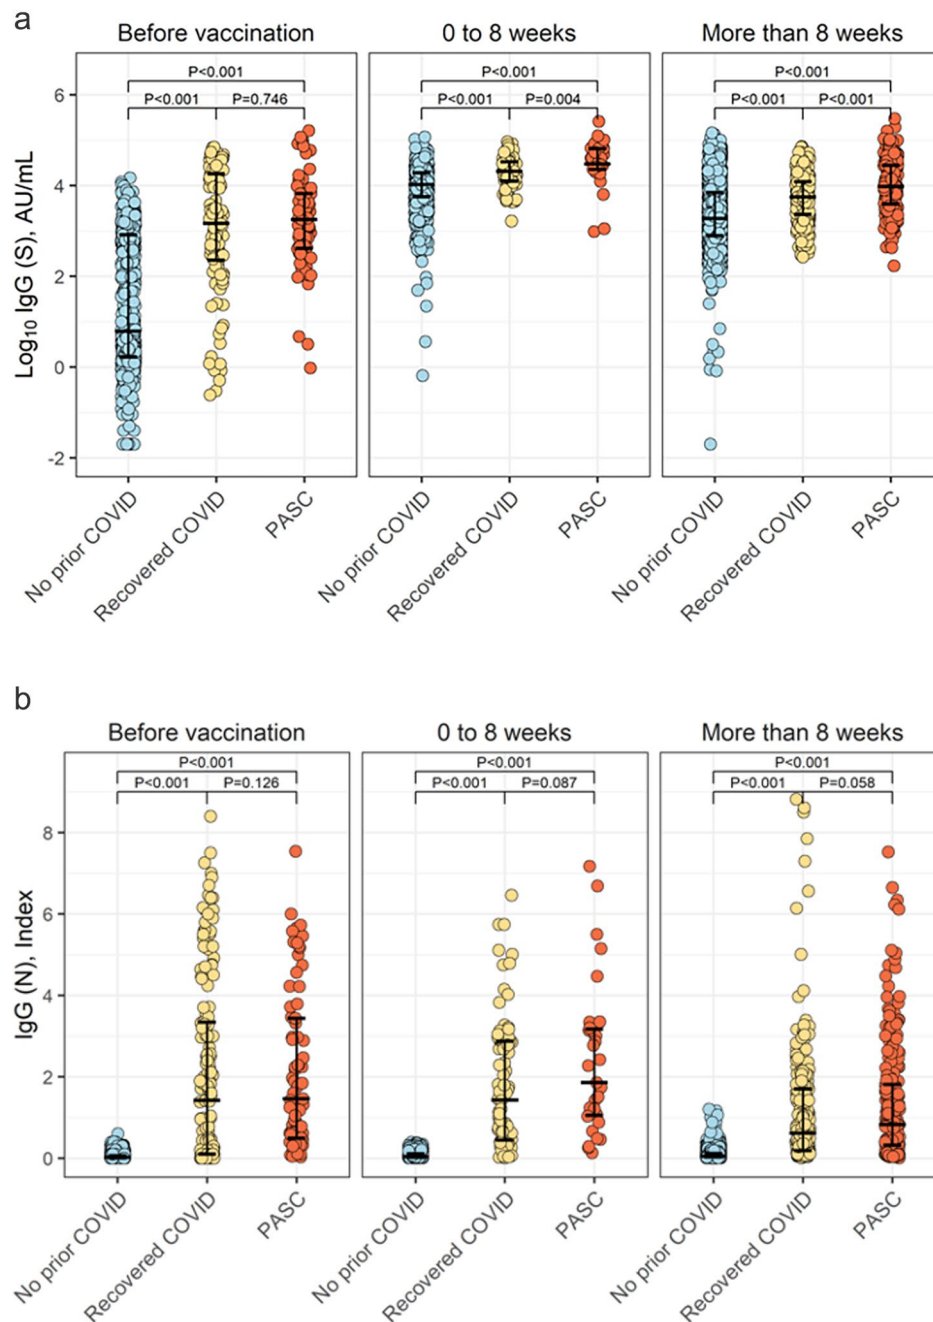 a
Before vaccination
0 to 8 weeks
More than 8 weeks
P<0.001
P<0.001
P<0.001
P<0.001
P=0.746
P<0.001
P=0.004
P<0.001
P<0.001
6
4
2
0
-2
Log₁₀ IgG (S), AU/mL
No prior COVID
Recovered COVID
PASC
No prior COVID
Recovered COVID
PASC
No prior COVID
Recovered COVID
PASC
b
Before vaccination
0 to 8 weeks
More than 8 weeks
P<0.001
P<0.001
P<0.001
P<0.001
P=0.126
P<0.001
P=0.087
P<0.001
P=0.058
8
6
4
2
0
IgG (N), Index
No prior COVID
Recovered COVID
PASC
No prior COVID
Recovered COVID
PASC
No prior COVID
Recovered COVID
PASC